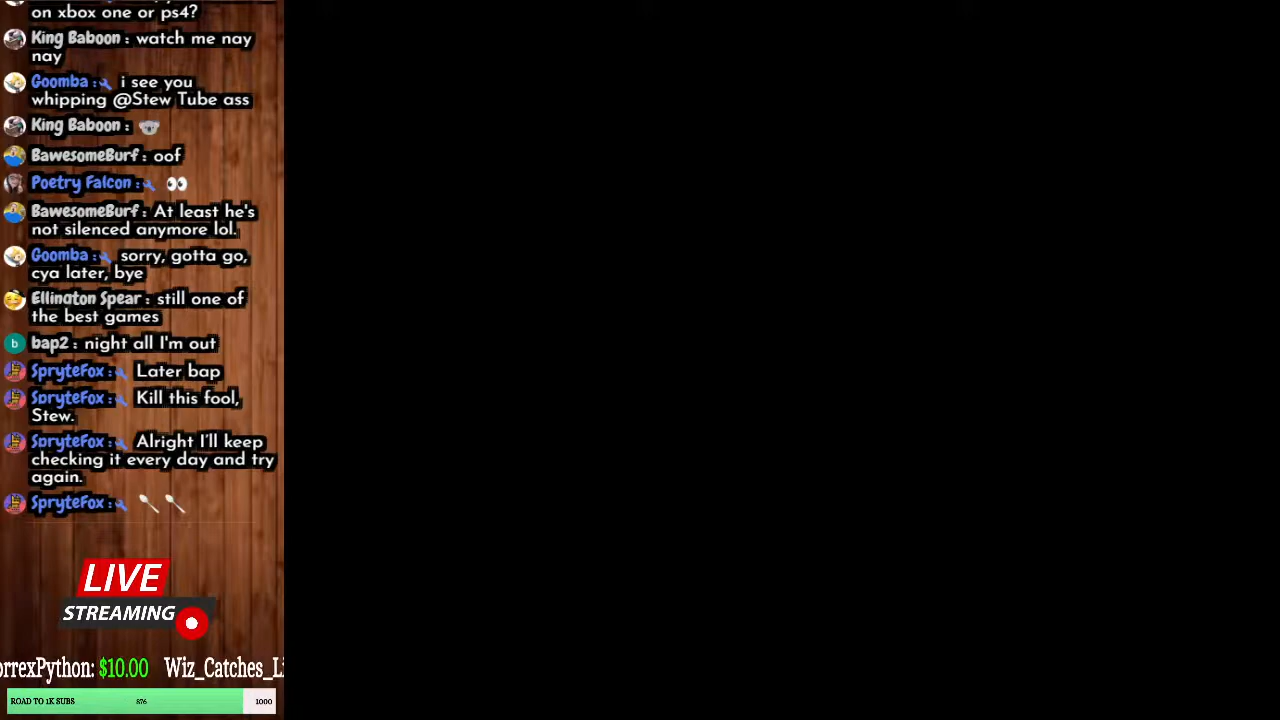 on xbox one or ps4?
King Baboon : watch me nay
nay
Goomba : i see you
whipping @Stew Tube ass
King Baboon : 🐨
BawesomeBurf : oof
Poetry Falcon : 👀
BawesomeBurf : At least he's
not silenced anymore lol.
Goomba : sorry, gotta go,
cya later, bye
Ellington Spear : still one of
the best games
b bap2 : night all I'm out
SpryteFox : Later bap
SpryteFox : Kill this fool,
Stew.
SpryteFox : Alright I'll keep
checking it every day and try
again.
SpryteFox : 🥄🥄
LIVE
STREAMING
orrexPython: $10.00 Wiz_Catches_Li
ROAD TO 1K SUBS 876 1000